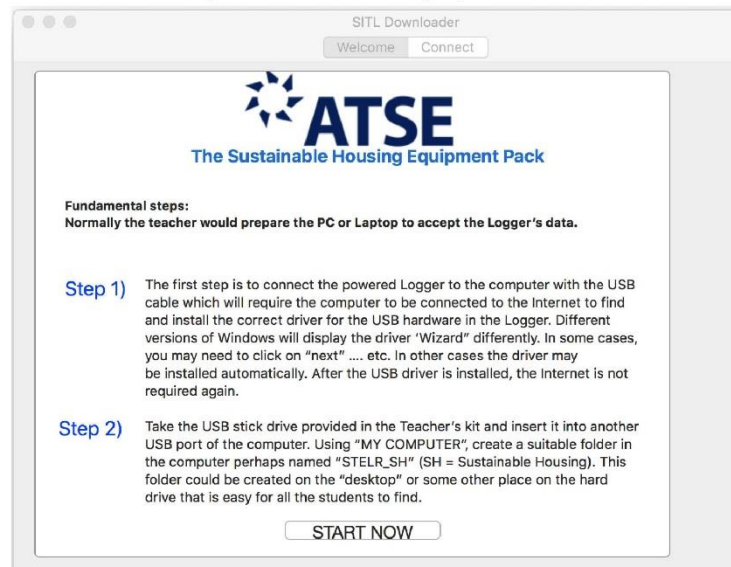 SITL Downloader
Welcome Connect
ATSE
The Sustainable Housing Equipment Pack
Fundamental steps:
Normally the teacher would prepare the PC or Laptop to accept the Logger's data.
Step 1) The first step is to connect the powered Logger to the computer with the USB
cable which will require the computer to be connected to the Internet to find
and install the correct driver for the USB hardware in the Logger. Different
versions of Windows will display the driver 'Wizard" differently. In some cases,
you may need to click on "next" .... etc. In other cases the driver may
be installed automatically. After the USB driver is installed, the Internet is not
required again.
Step 2) Take the USB stick drive provided in the Teacher's kit and insert it into another
USB port of the computer. Using "MY COMPUTER", create a suitable folder in
the computer perhaps named "STELR_SH" (SH = Sustainable Housing). This
folder could be created on the "desktop" or some other place on the hard
drive that is easy for all the students to find.
START NOW